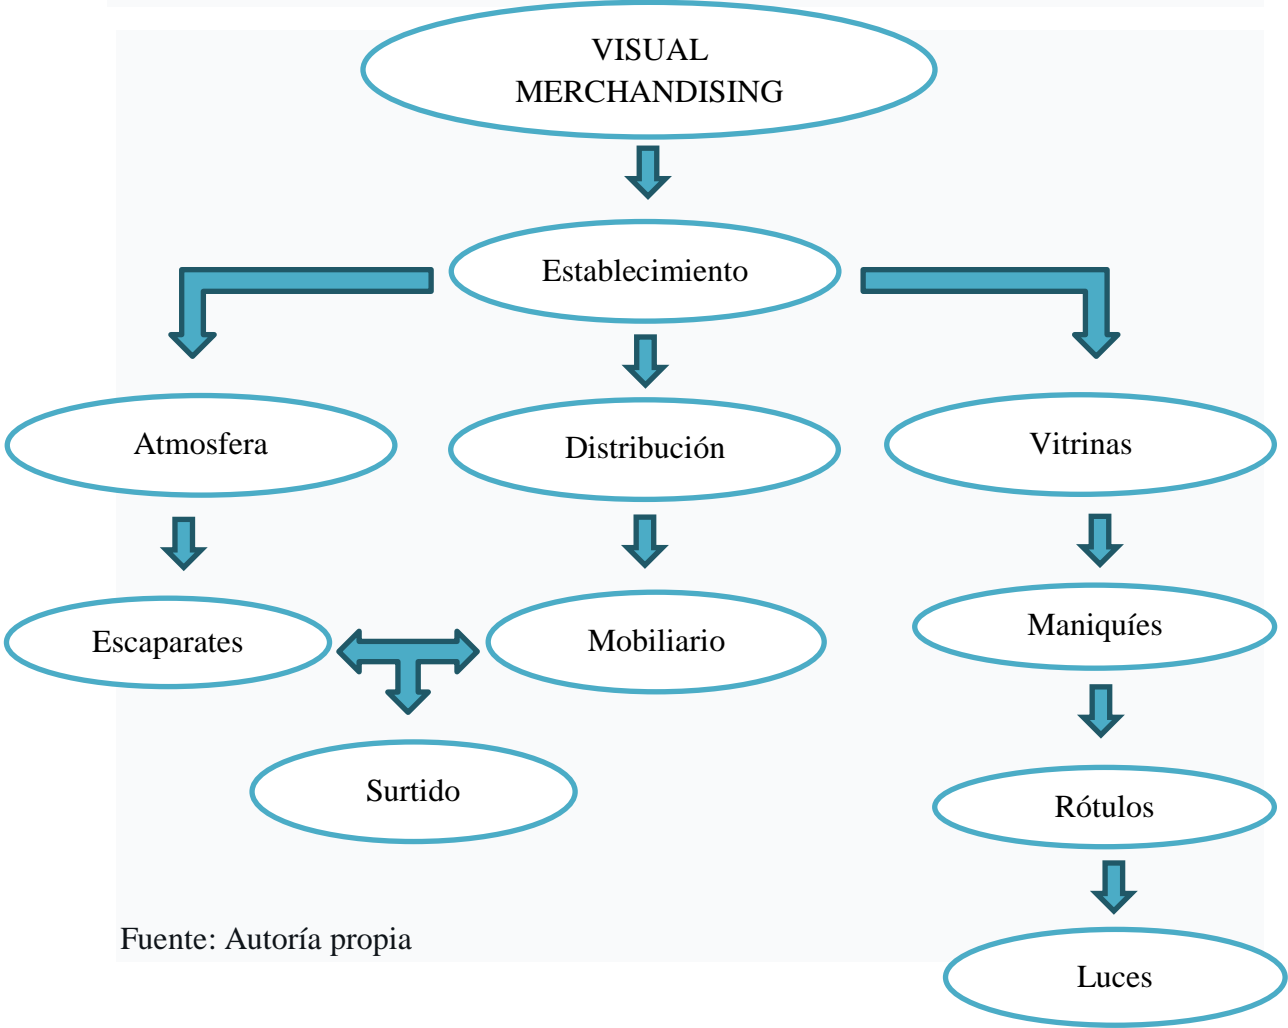 VISUAL
MERCHANDISING
Establecimiento
Atmosfera
Distribución
Vitrinas
Escaparates
Mobiliario
Maniquíes
Surtido
Rótulos
Fuente: Autoría propia
Luces